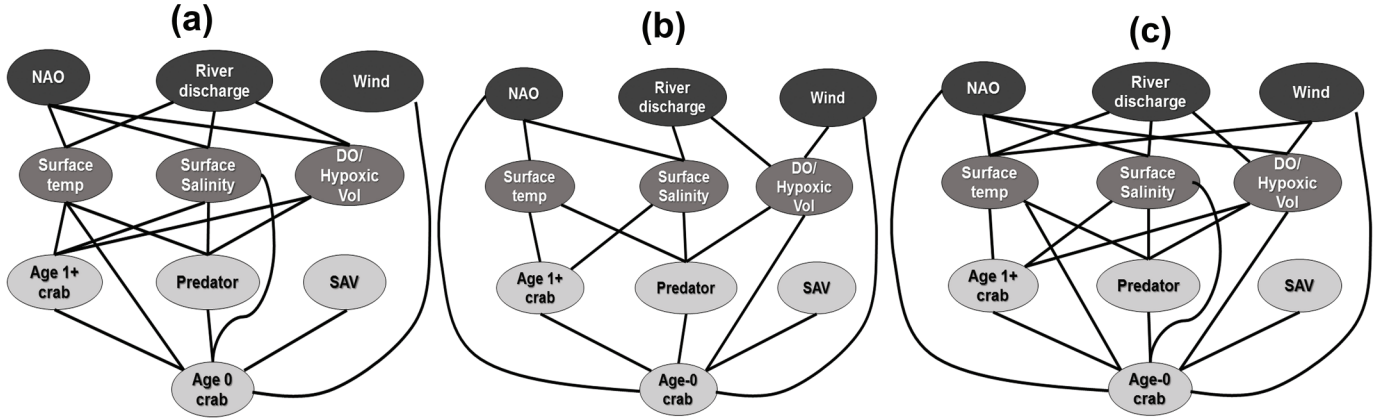 (a)
NAO
River
discharge
Wind
Surface
temp
Surface
Salinity
DO/
Hypoxic
Vol
Age 1+
crab
Predator
SAV
Age 0
crab
(b)
NAO
River
discharge
Wind
Surface
temp
Surface
Salinity
DO/
Hypoxic
Vol
Age 1+
crab
Predator
SAV
Age-0
crab
(c)
NAO
River
discharge
Wind
Surface
temp
Surface
Salinity
DO/
Hypoxic
Vol
Age 1+
crab
Predator
SAV
Age-0
crab